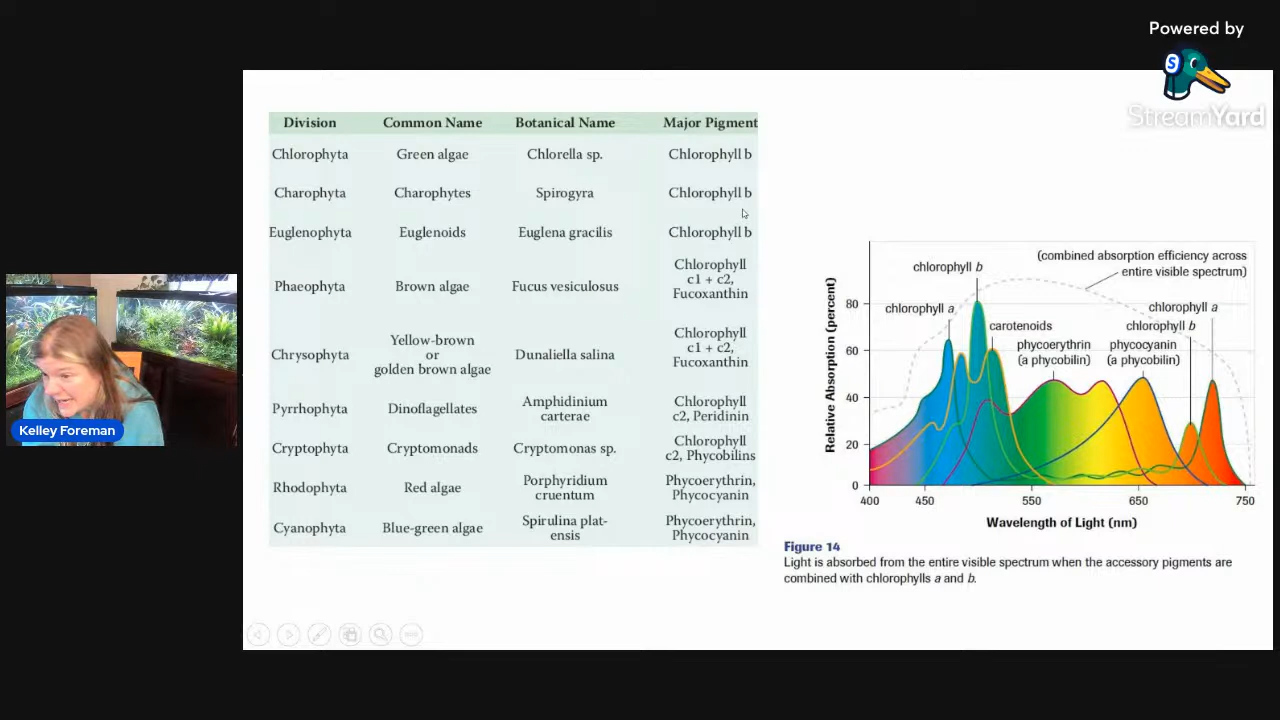 Powered by
S
StreamYard
Division Common Name Botanical Name Major Pigment
Chlorophyta Green algae Chlorella sp. Chlorophyll b
Charophyta Charophytes Spirogyra Chlorophyll b
Euglenophyta Euglenoids Euglena gracilis Chlorophyll b
Phaeophyta Brown algae Fucus vesiculosus Chlorophyll
c1 + c2,
Fucoxanthin
Chrysophyta Yellow-brown
or
golden brown algae Dunaliella salina Chlorophyll
c1 + c2,
Fucoxanthin
Pyrrhophyta Dinoflagellates Amphidinium
carterae Chlorophyll
c2, Peridinin
Cryptophyta Cryptomonads Cryptomonas sp. Chlorophyll
c2, Phycobilins
Rhodophyta Red algae Porphyridium
cruentum Phycoerythrin,
Phycocyanin
Cyanophyta Blue-green algae Spirulina plat-
ensis Phycoerythrin,
Phycocyanin
Kelley Foreman
(combined absorption efficiency across
entire visible spectrum)
chlorophyll b
chlorophyll a
carotenoids
phycoerythrin
(a phycobilin)
phycocyanin
(a phycobilin)
chlorophyll b
chlorophyll a
Relative Absorption (percent)
80
60
40
20
0
400 450 550 650 750
Wavelength of Light (nm)
Figure 14
Light is absorbed from the entire visible spectrum when the accessory pigments are
combined with chlorophylls a and b.